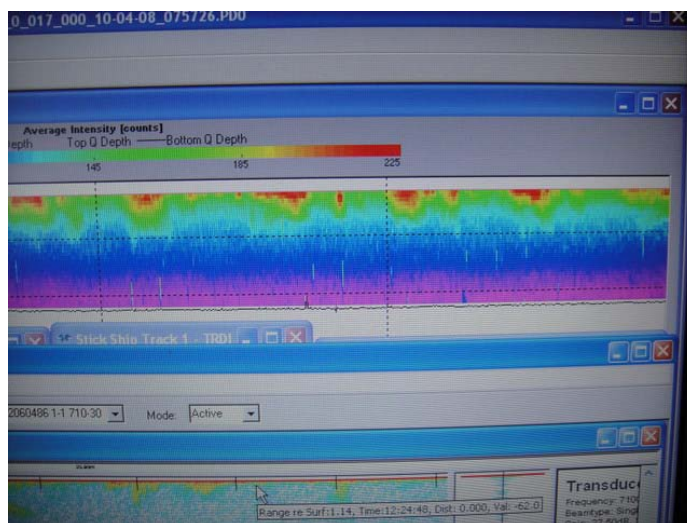 0_017_000_10-04-08_075726.PD0
Average Intensity [counts]
epth Top Q Depth Bottom Q Depth
145 185 225
Stick Ship Track 1 - TRDI
2060486 1-1 710-30 Mode: Active
Transduc
Frequency: 710
Beamtype: Singl
Range re Surf:1.14, Time:12:24:48, Dist: 0.000, Val: -62.0